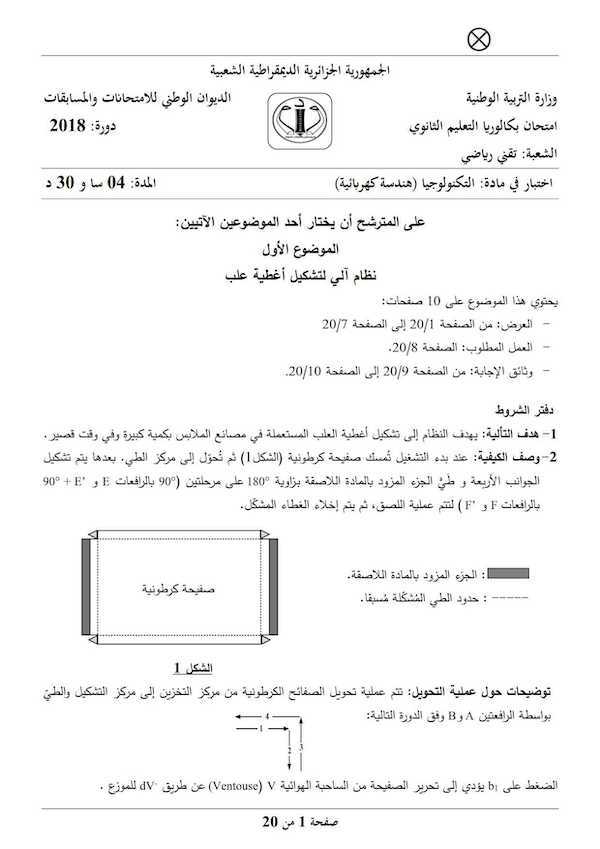 الجمهورية الجزائرية الديمقراطية الشعبية
وزارة التربية الوطنية
الديوان الوطني للامتحانات والمسابقات
امتحان بكالوريا التعليم الثانوي
دورة: 2018
الشعبة: تقني رياضي
اختبار في مادة: التكنولوجيا (هندسة كهربائية)
المدة: 04 سا و 30 د
على المترشح أن يختار أحد الموضوعين الآتيين:
الموضوع الأول
نظام آلي لتشكيل أغطية علب
يحتوي هذا الموضوع على 10 صفحات:
- العرض: من الصفحة 20/1 إلى الصفحة 20/7
- العمل المطلوب: الصفحة 20/8.
- وثائق الإجابة: من الصفحة 20/9 إلى الصفحة 20/10.
دفتر الشروط
1- هدف التألية: يهدف النظام إلى تشكيل أغطية العلب المستعملة في مصانع الملابس بكمية كبيرة وفي وقت قصير.
2- وصف الكيفية: عند بدء التشغيل تُمسك صفيحة كرطونية (الشكل1) ثم تُحوّل إلى مركز الطي. بعدها يتم تشكيل
الجوانب الأربعة و طيُّ الجزء المزود بالمادة اللاصقة بزاوية 180° على مرحلتين (90° بالرافعات E و E’ + 90°
بالرافعات F و F’ ) لتتم عملية اللصق، ثم يتم إخلاء الغطاء المشكّل.
صفيحة كرطونية
: الجزء المزود بالمادة اللاصقة.
----- : حدود الطي المُشكّلة مُسبقا.
الشكل 1
توضيحات حول عملية التحويل: تتم عملية تحويل الصفائح الكرطونية من مركز التخزين إلى مركز التشكيل والطيّ
بواسطة الرافعتين A و B وفق الدورة التالية:
4
1
2
3
الضغط على b₁ يؤدي إلى تحرير الصفيحة من الساحبة الهوائية V (Ventouse) عن طريق dV⁻ للموزع .
صفحة 1 من 20